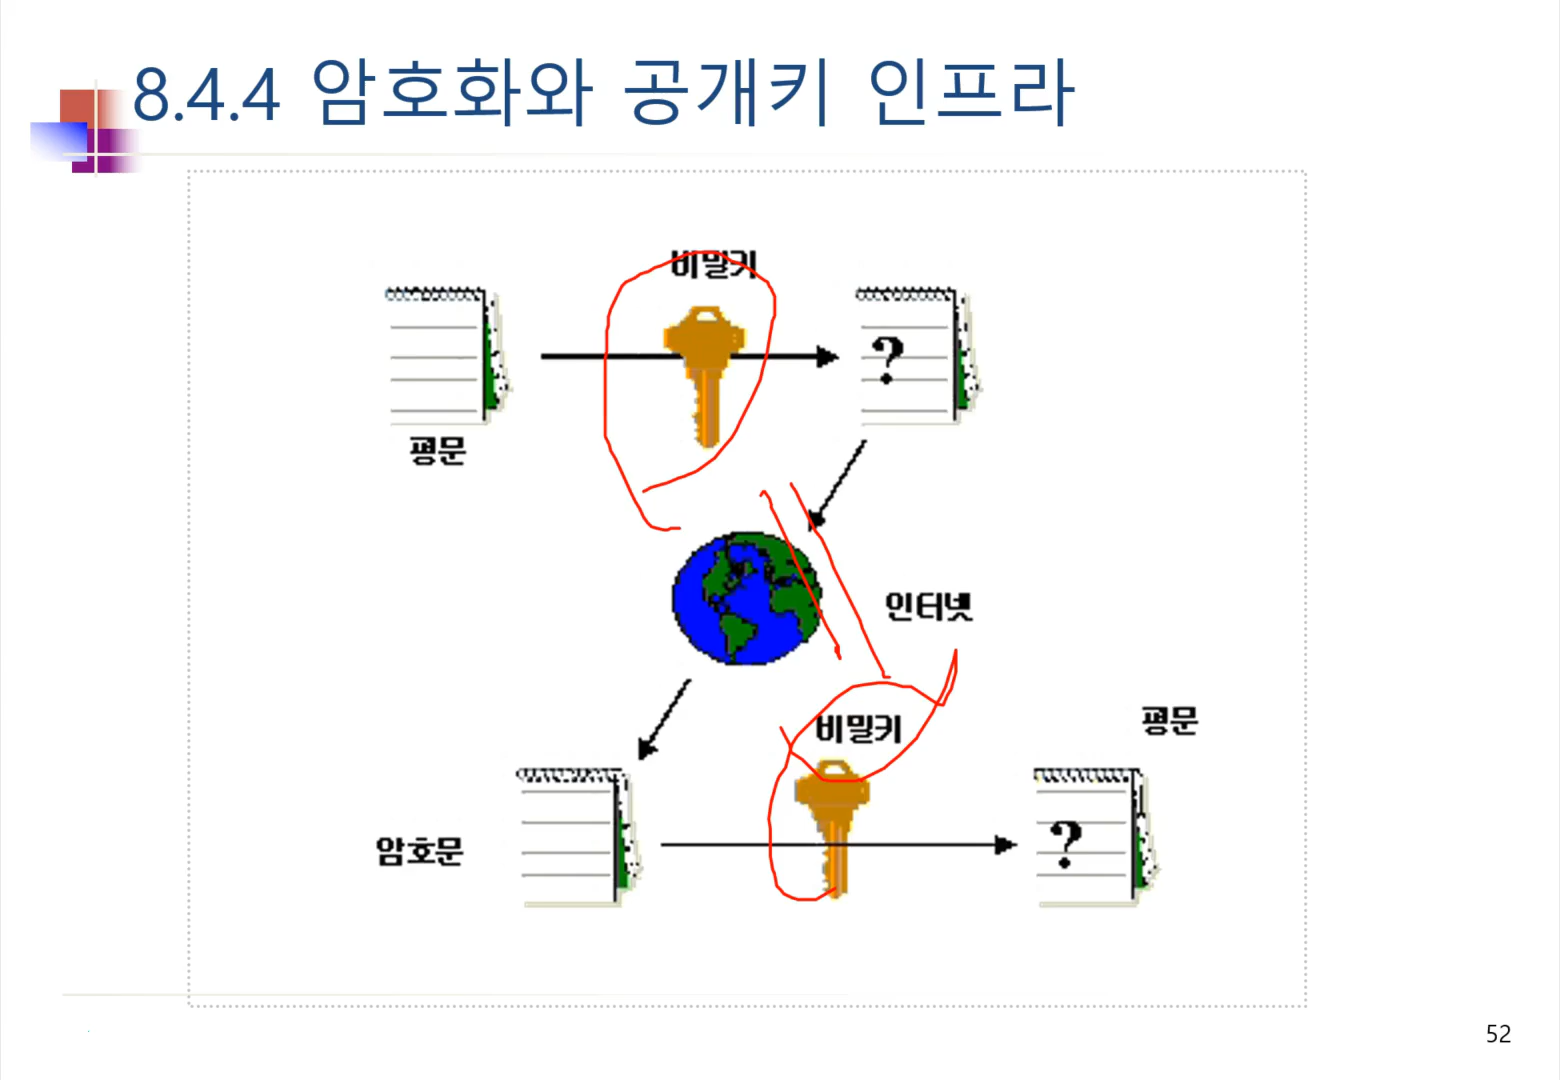 8.4.4 암호화와 공개키 인프라
비밀키
?
평문
인터넷
비밀키
평문
암호문
?
52